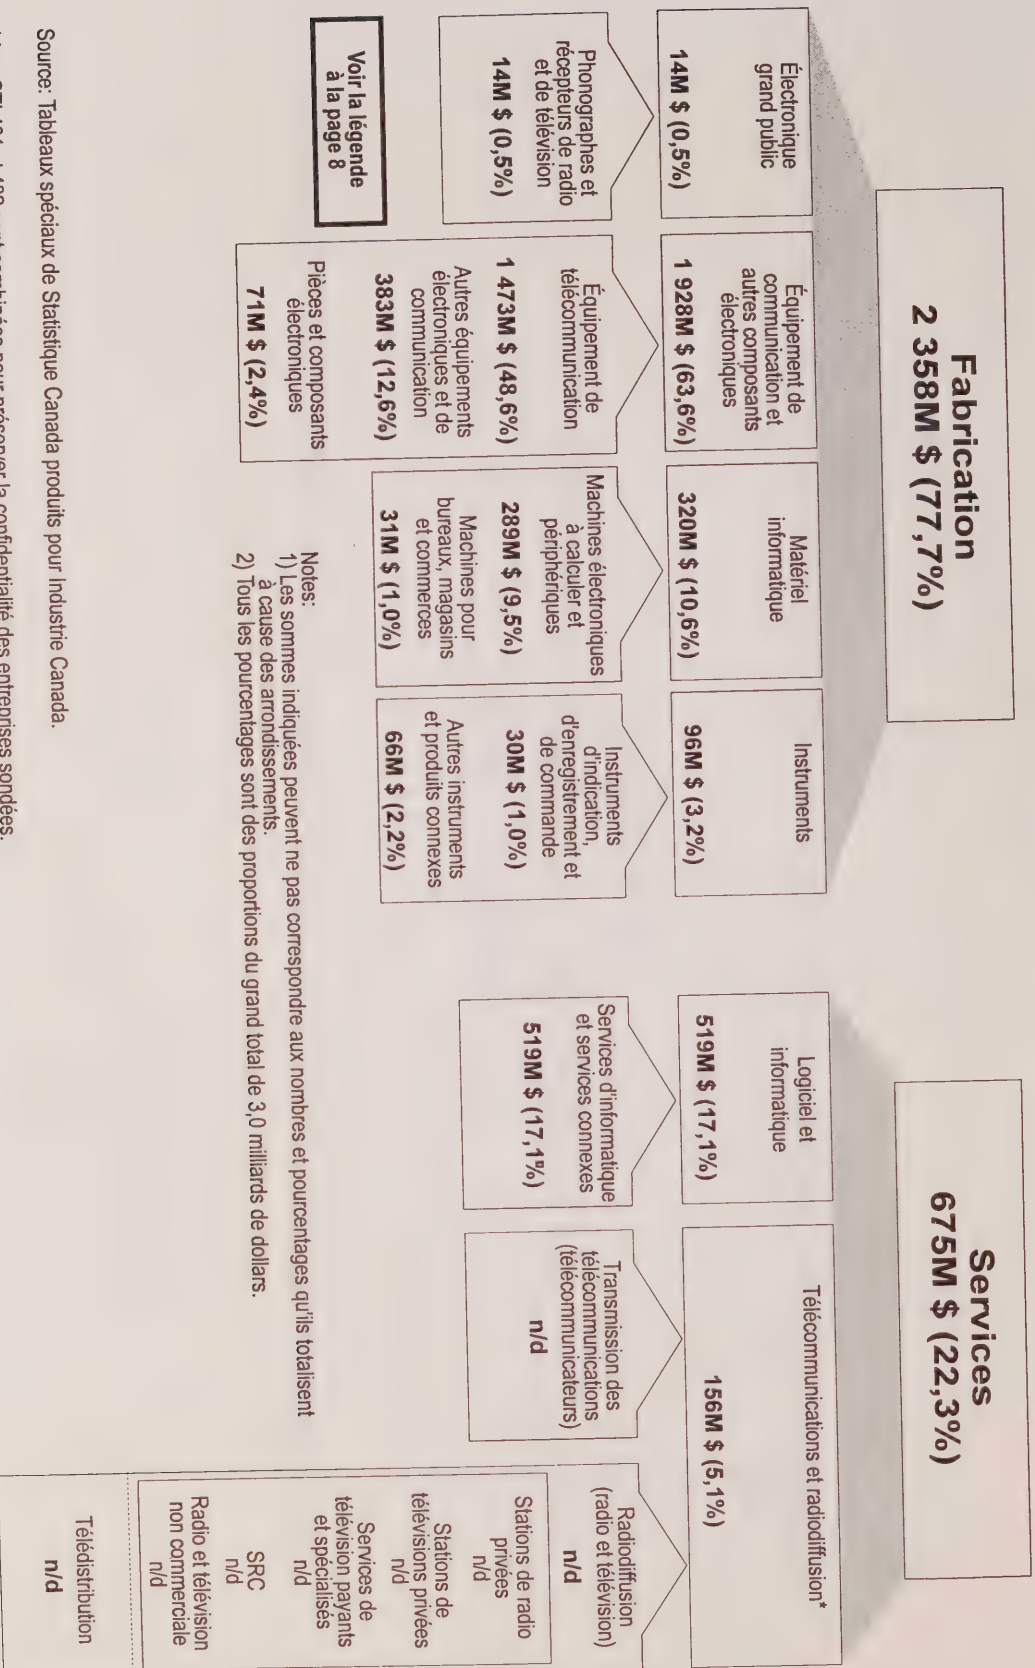 Fabrication
2 358M $ (77,7%)
Services
675M $ (22,3%)
Électronique
grand public
14M $ (0,5%)
Équipement de
communication et
autres composants
électroniques
1 928M $ (63,6%)
Matériel
informatique
320M $ (10,6%)
Instruments
96M $ (3,2%)
Logiciel et
informatique
519M $ (17,1%)
Télécommunications et radiodiffusion*
156M $ (5,1%)
Phonographes et
récepteurs de radio
et de télévision
14M $ (0,5%)
Équipement de
télécommunication
1 473M $ (48,6%)
Autres équipements
électroniques et de
communication
383M $ (12,6%)
Pièces et composants
électroniques
71M $ (2,4%)
Machines électroniques
à calculer et
périphériques
289M $ (9,5%)
Machines pour
bureaux, magasins
et commerces
31M $ (1,0%)
Instruments
d'indication,
d'enregistrement et
de commande
30M $ (1,0%)
Autres instruments
et produits connexes
66M $ (2,2%)
Services d'informatique
et services connexes
519M $ (17,1%)
Transmission des
télécommunications
(télécommunicateurs)
n/d
Radiodiffusion
(radio et télévision)
n/d
Stations de radio
privées
n/d
Stations de
télévisions privées
n/d
Services de
télévision payants
et spécialisés
n/d
SRC
n/d
Radio et télévision
non commerciale
n/d
Télédistribution
n/d
Voir la légende
à la page 8
Notes:
1) Les sommes indiquées peuvent ne pas correspondre aux nombres et pourcentages qu'ils totalisent
à cause des arrondissements.
2) Tous les pourcentages sont des proportions du grand total de 3,0 milliards de dollars.
Source: Tableaux spéciaux de Statistique Canada produits pour Industrie Canada.
combinées pour préserver la confidentialité des entreprises sondées.